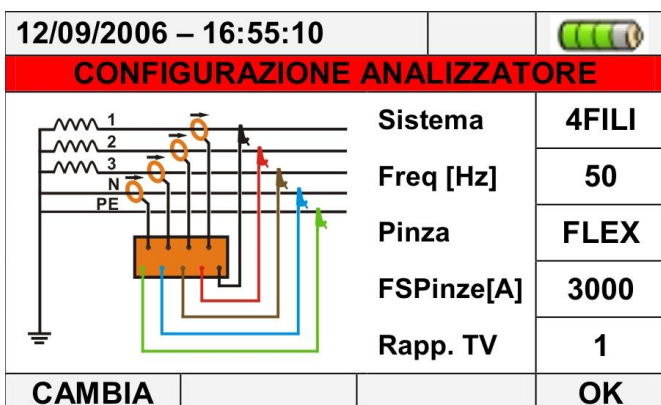 12/09/2006 – 16:55:10
CONFIGURAZIONE ANALIZZATORE
1
2
3
N
PE
Sistema 4FILI
Freq [Hz] 50
Pinza FLEX
FSPinze[A] 3000
Rapp. TV 1
CAMBIA OK